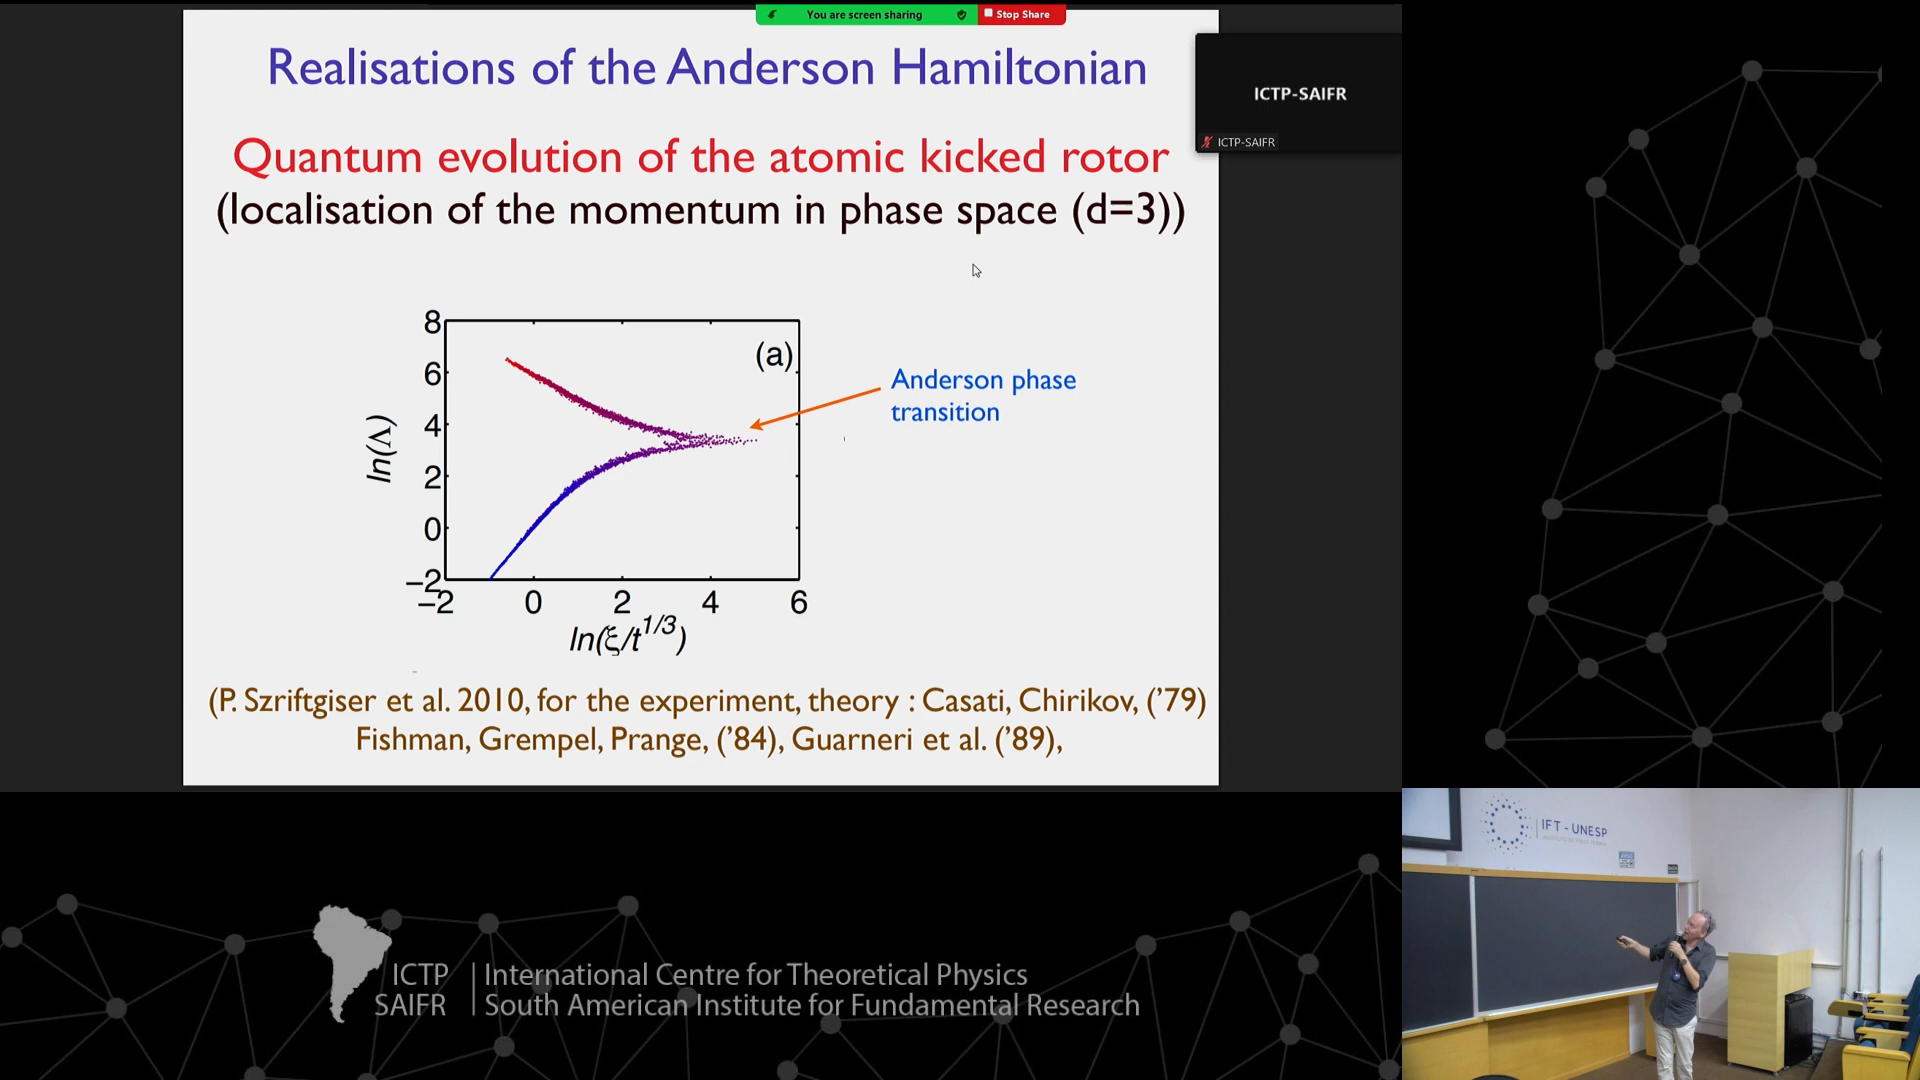 You are screen sharing
Stop Share
Realisations of the Anderson Hamiltonian
ICTP-SAIFR
ICTP-SAIFR
Quantum evolution of the atomic kicked rotor
(localisation of the momentum in phase space (d=3))
8
6
4
2
0
−2
ln(Λ)
(a)
Anderson phase
transition
−2 0 2 4 6
ln(ξ/t^1/3)
(P. Szriftgiser et al. 2010, for the experiment, theory : Casati, Chirikov, ('79)
Fishman, Grempel, Prange, ('84), Guarneri et al. ('89),
IFT - UNESP
ICTP
SAIFR
International Centre for Theoretical Physics
South American Institute for Fundamental Research